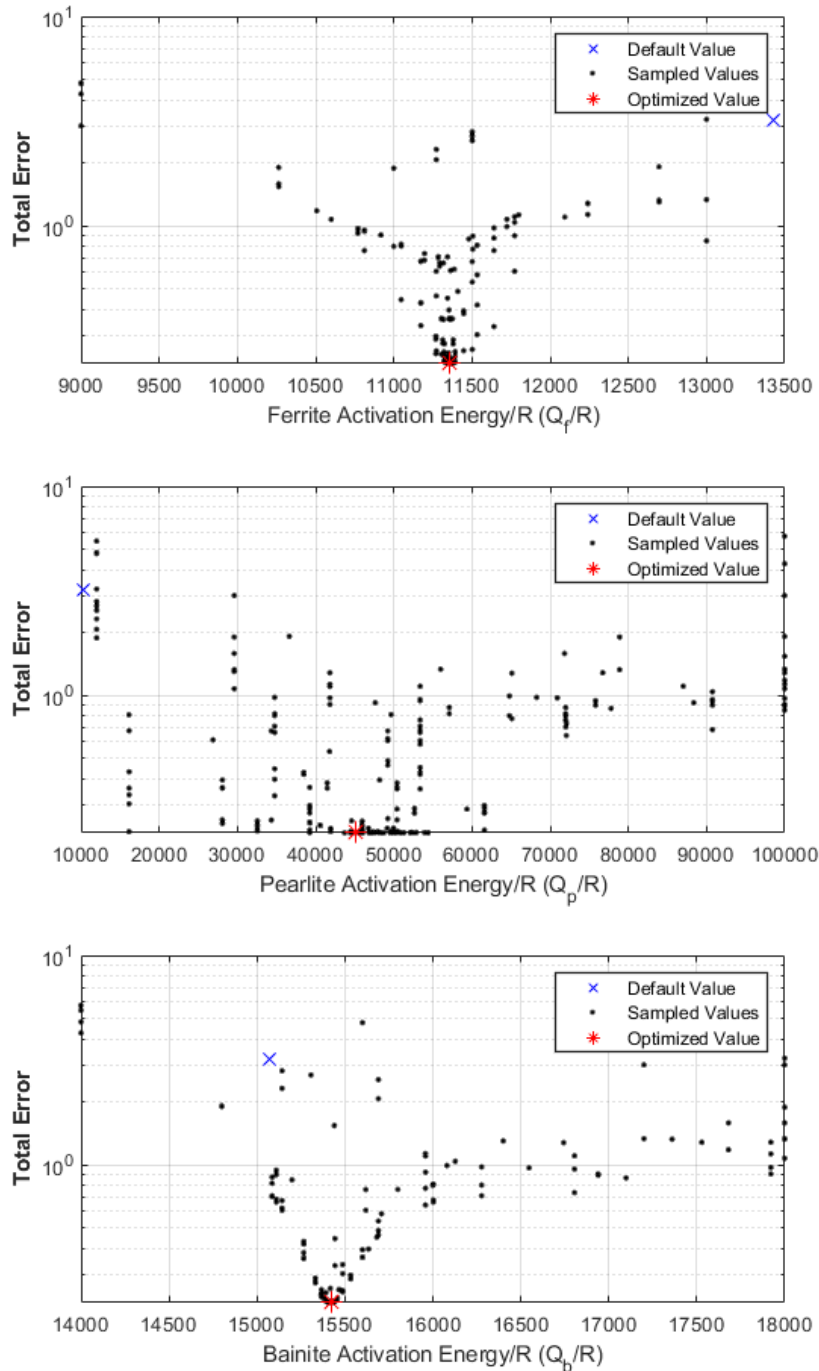 10^1
Default Value
Sampled Values
Optimized Value
Total Error
10^0
9000 9500 10000 10500 11000 11500 12000 12500 13000 13500
Ferrite Activation Energy/R (Q_f/R)
10^1
Default Value
Sampled Values
Optimized Value
Total Error
10^0
10000 20000 30000 40000 50000 60000 70000 80000 90000 100000
Pearlite Activation Energy/R (Q_p/R)
10^1
Default Value
Sampled Values
Optimized Value
Total Error
10^0
14000 14500 15000 15500 16000 16500 17000 17500 18000
Bainite Activation Energy/R (Q_b/R)